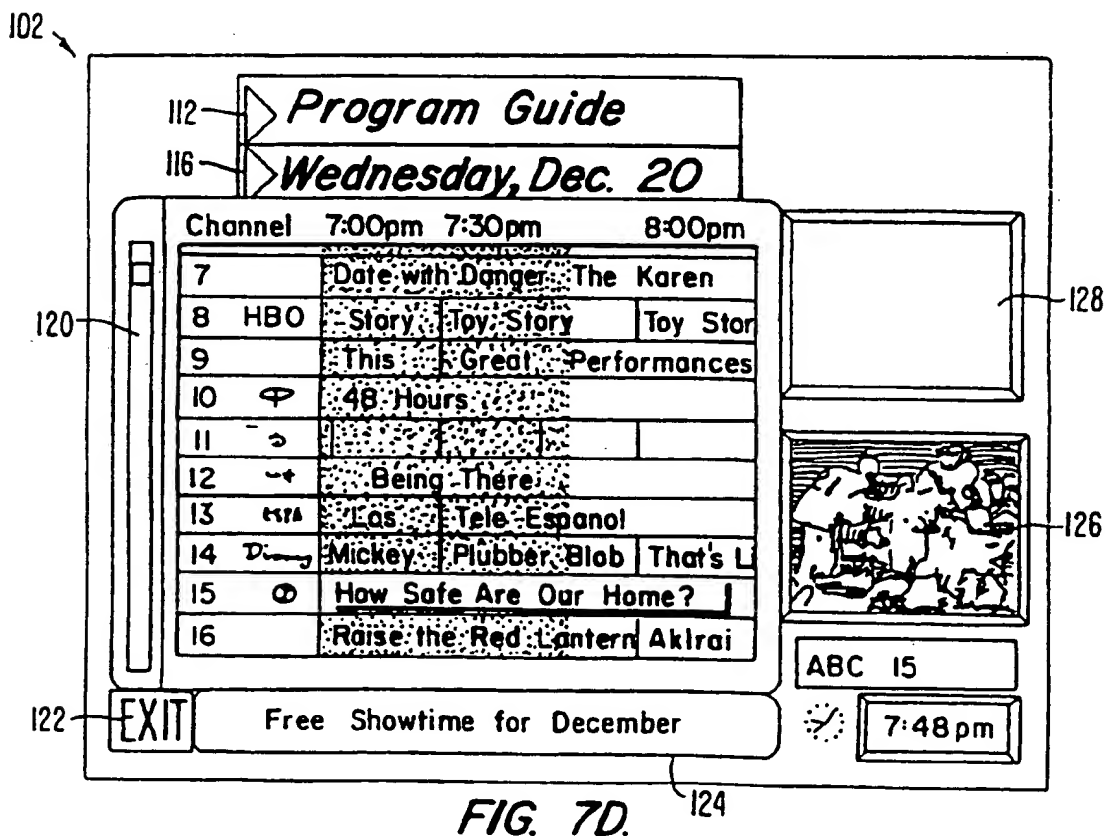 102
112 Program Guide
116 Wednesday, Dec. 20
Channel 7:00pm 7:30pm 8:00pm
7 Date with Danger The Karen
8 HBO Story Toy Story Toy Stor
9 This Great Performances
10 48 Hours
11
12 Being There
13 Las Tele Espanol
14 Mickey Plubber Blob That's Li
15 How Safe Are Our Home?
16 Raise the Red Lantern Aklrai
120
128
126
ABC 15
122 EXIT Free Showtime for December
7:48pm
124
FIG. 7D.